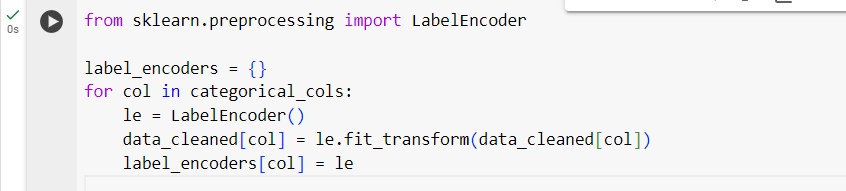 0s
from sklearn.preprocessing import LabelEncoder
label_encoders = {}
for col in categorical_cols:
    le = LabelEncoder()
    data_cleaned[col] = le.fit_transform(data_cleaned[col])
    label_encoders[col] = le